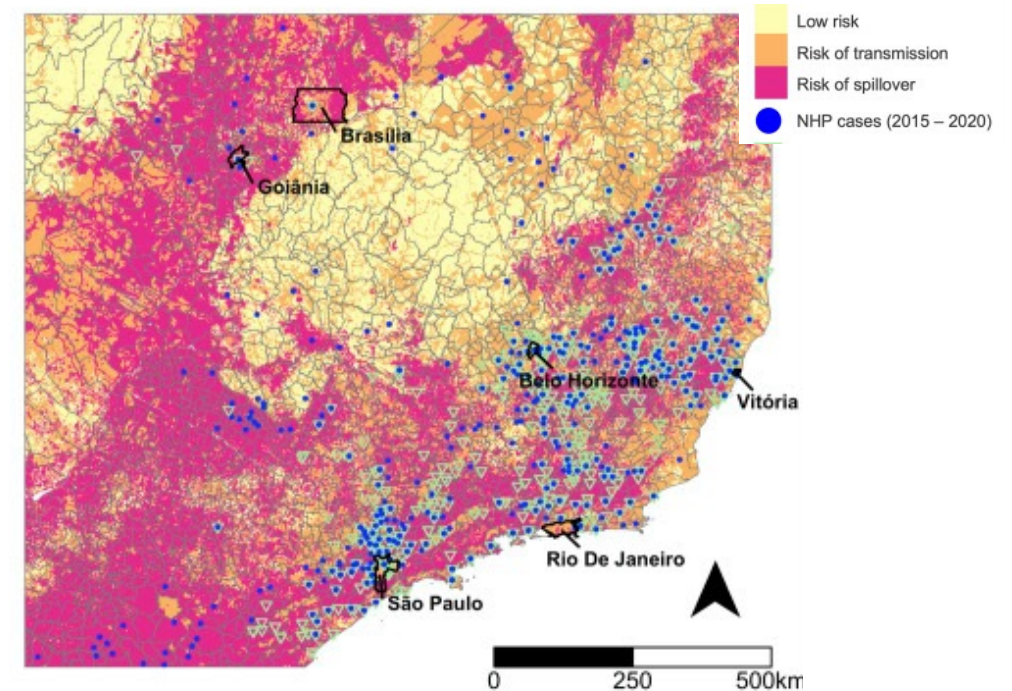 Low risk
Risk of transmission
Risk of spillover
NHP cases (2015 – 2020)
Brasília
Goiânia
Belo Horizonte
Vitória
Rio De Janeiro
São Paulo
0 250 500km